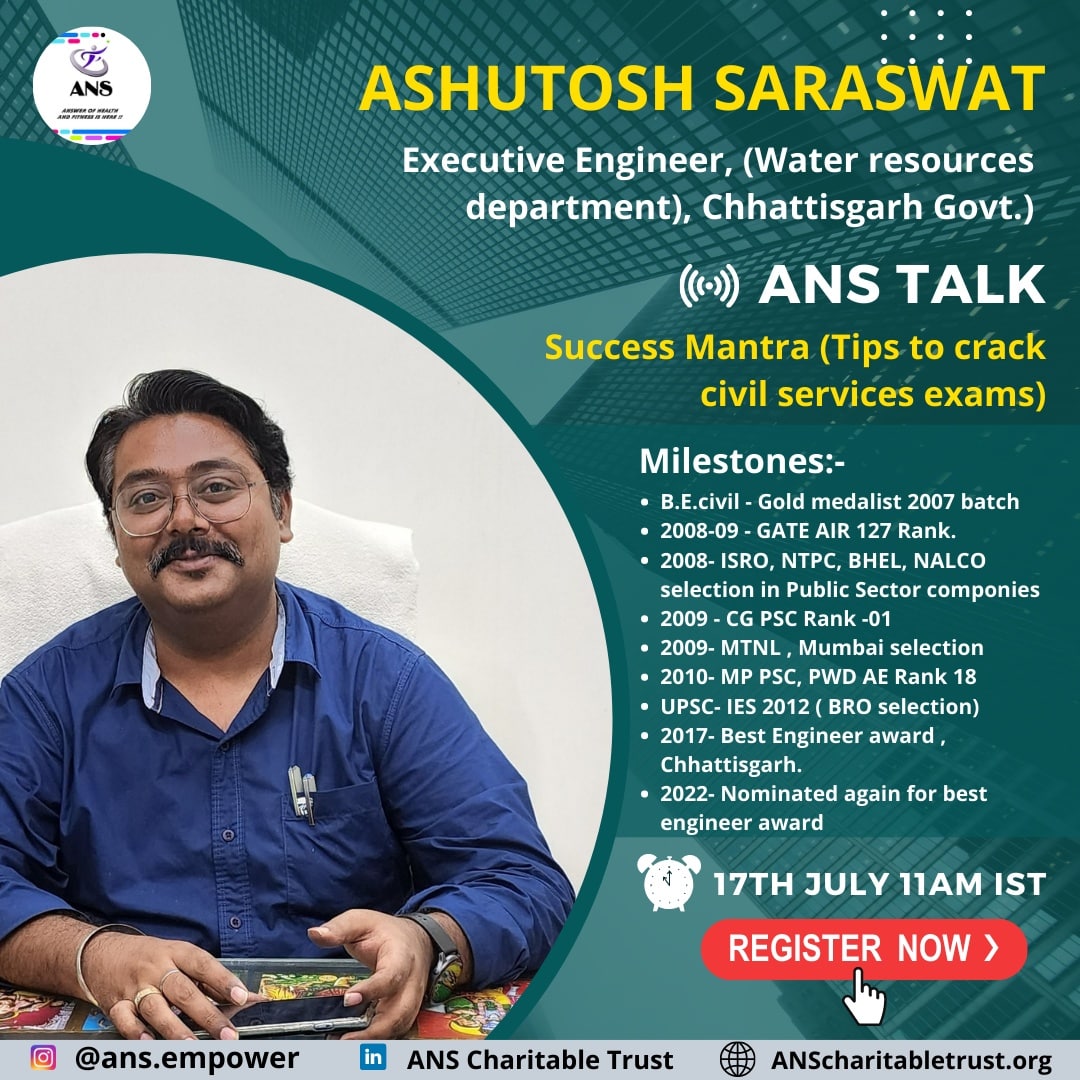 ANS
ANSWER OF HEALTH
AND FITNESS IS HERE !!
ASHUTOSH SARASWAT
Executive Engineer, (Water resources
department), Chhattisgarh Govt.)
ANS TALK
Success Mantra (Tips to crack
civil services exams)
Milestones:-
• B.E.civil - Gold medalist 2007 batch
• 2008-09 - GATE AIR 127 Rank.
• 2008- ISRO, NTPC, BHEL, NALCO
selection in Public Sector componies
• 2009 - CG PSC Rank -01
• 2009- MTNL , Mumbai selection
• 2010- MP PSC, PWD AE Rank 18
• UPSC- IES 2012 ( BRO selection)
• 2017- Best Engineer award ,
Chhattisgarh.
• 2022- Nominated again for best
engineer award
17TH JULY 11AM IST
REGISTER NOW ❯
@ans.empower
in
ANS Charitable Trust
ANScharitabletrust.org